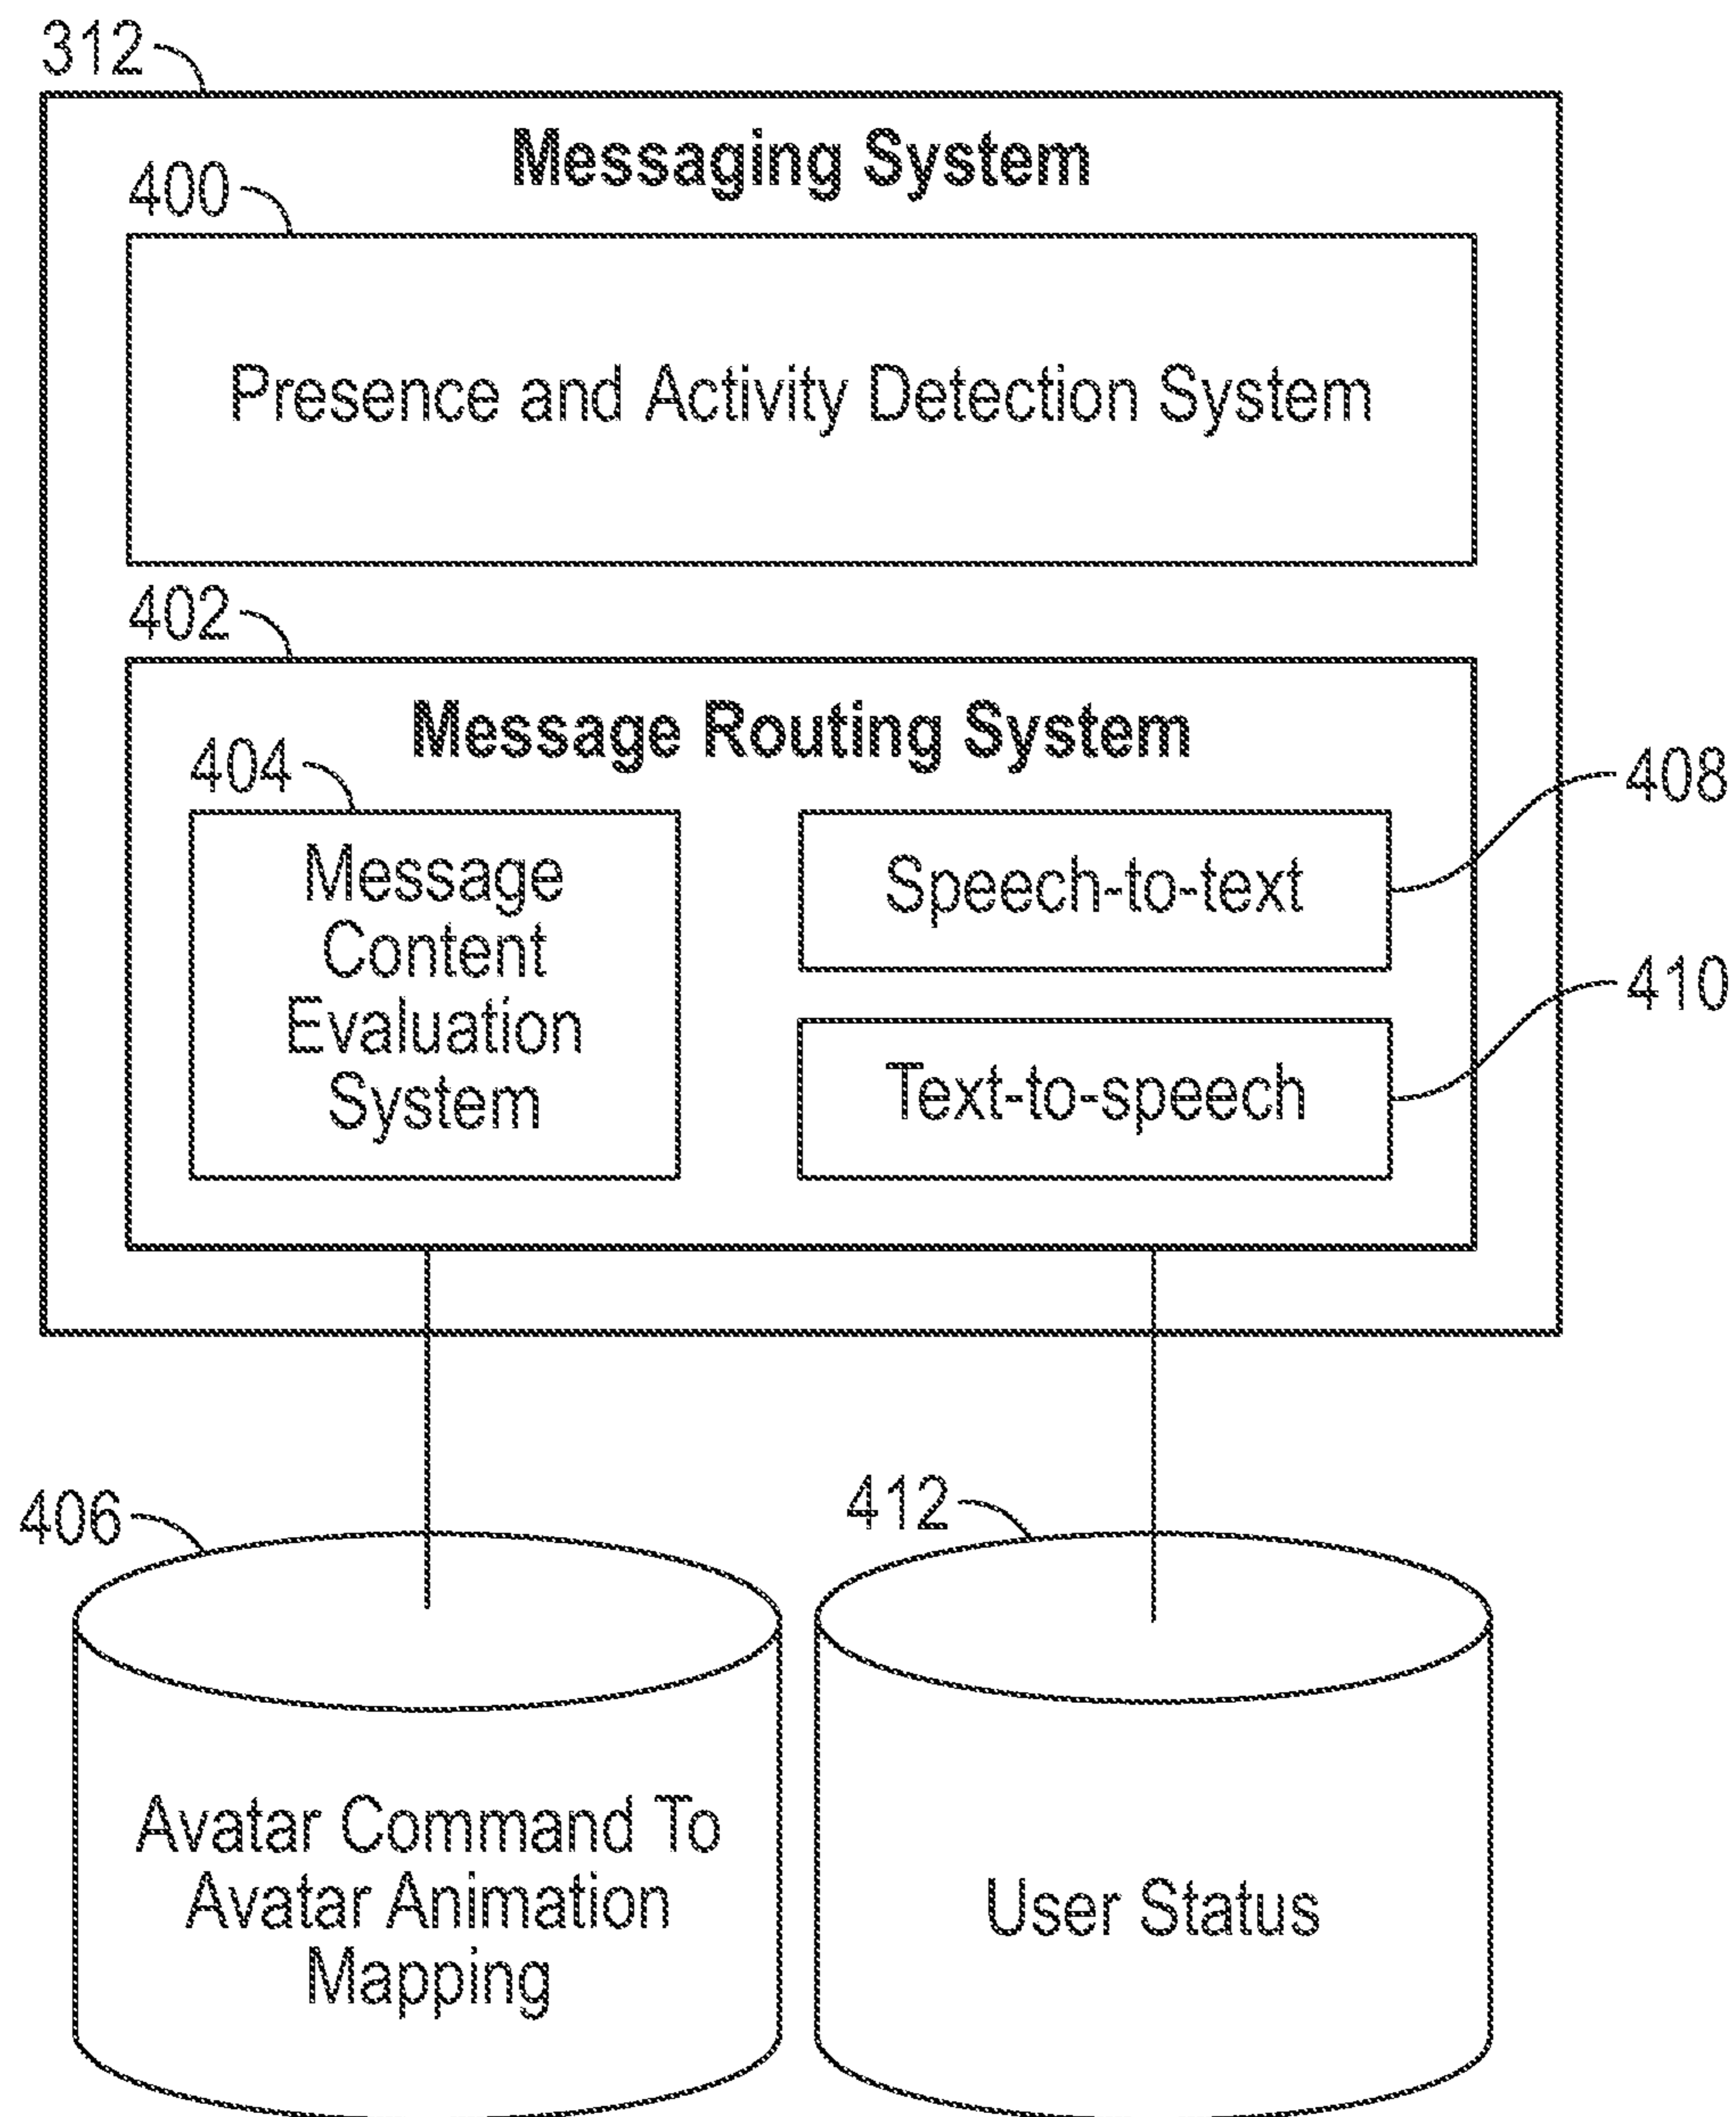 312
Messaging System
400
Presence and Activity Detection System
402
Message Routing System
404
Message
Content
Evaluation
System
Speech-to-text
408
Text-to-speech
410
406
412
Avatar Command To
Avatar Animation
Mapping
User Status